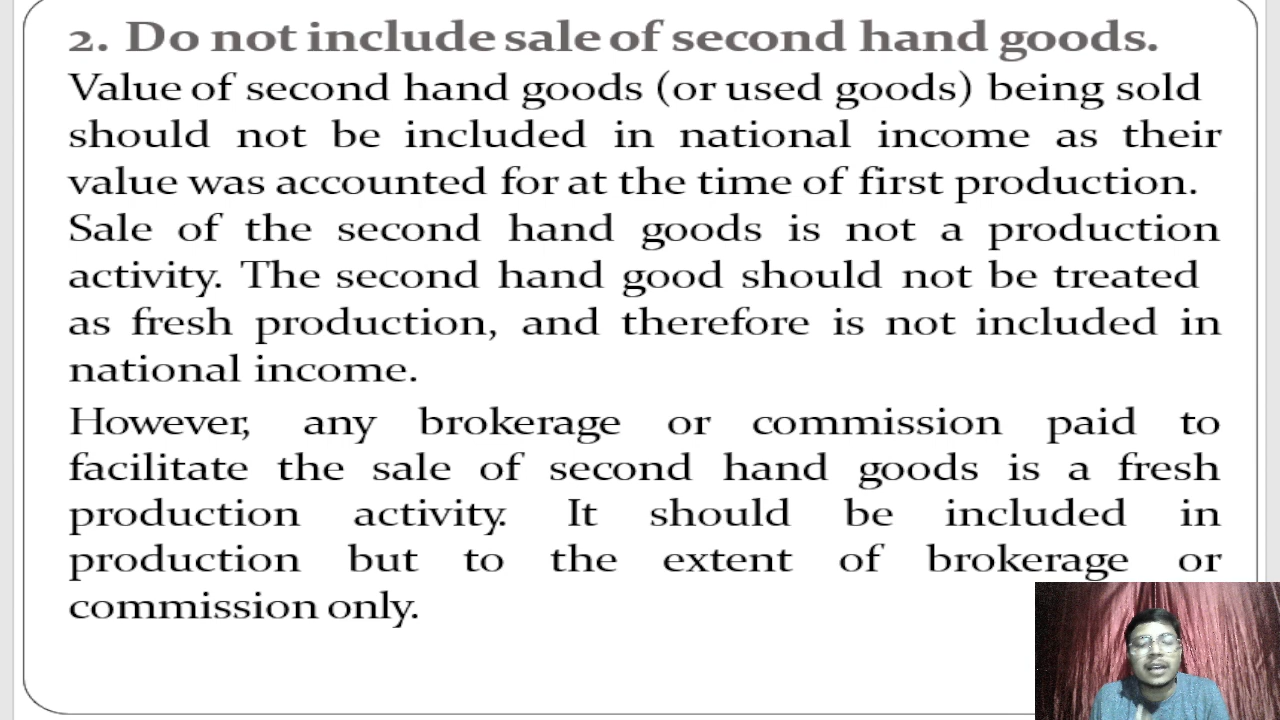 2. Do not include sale of second hand goods.
Value of second hand goods (or used goods) being sold
should not be included in national income as their
value was accounted for at the time of first production.
Sale of the second hand goods is not a production
activity. The second hand good should not be treated
as fresh production, and therefore is not included in
national income.
However, any brokerage or commission paid to
facilitate the sale of second hand goods is a fresh
production activity. It should be included in
production but to the extent of brokerage or
commission only.